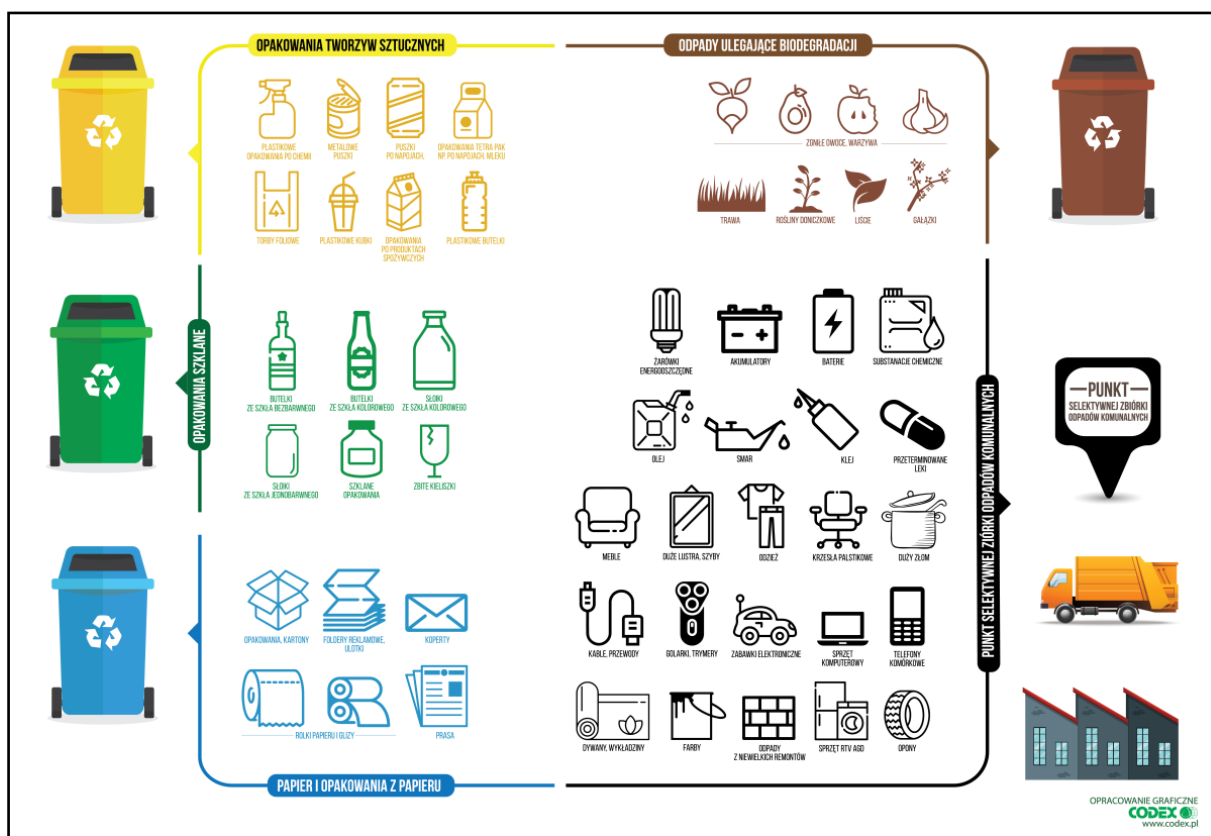 OPAKOWANIA TWORZYW SZTUCZNYCH
PLASTIKOWE
OPAKOWANIA PO CHEMII
METALOWE
PUSZKI
PUSZKI
PO NAPOJACH,
OPAKOWANIA TETRA PAK
NP. PO NAPOJACH, MLEKU
TORBY FOLIOWE
PLASTIKOWE KUBKI
OPAKOWANIA
PO PRODUKTACH
SPOŻYWCZYCH
PLASTIKOWE BUTELKI
ODPADY ULEGAJĄCE BIODEGRADACJI
ZGNIŁE OWOCE, WARZYWA
TRAWA
ROŚLINY DONICZKOWE
LIŚCIE
GAŁĄZKI
OPAKOWANIA SZKLANE
BUTELKI
ZE SZKŁA BEZBARWNEGO
BUTELKI
ZE SZKŁA KOLOROWEGO
SŁOIKI
ZE SZKŁA KOLOROWEGO
SŁOIKI
ZE SZKŁA JEDNOBARWNEGO
SZKLANE
OPAKOWANIA
ZBITE KIELISZKI
PAPIER I OPAKOWANIA Z PAPIERU
OPAKOWANIA, KARTONY
FOLDERY REKLAMOWE,
ULOTKI
KOPERTY
ROLKI PAPIERU I GLIZY
PRASA
PUNKT SELEKTYWNEJ ZIÓRKI ODPADÓW KOMUNALNYCH
ŻARÓWKI
ENERGOOSZCZĘDNE
AKUMULATORY
BATERIE
SUBSTANACJE CHEMICZNE
OLEJ
SMAR
KLEJ
PRZETERMINOWANE
LEKI
MEBLE
DUŻE LUSTRA, SZYBY
ODZIEŻ
KRZESŁA PALSTIKOWE
DUŻY ZŁOM
KABLE, PRZEWODY
GOLARKI, TRYMERY
ZABAWKI ELEKTRONICZNE
SPRZĘT
KOMPUTEROWY
TELEFONY
KOMÓRKOWE
DYWANY, WYKŁADZINY
FARBY
ODPADY
Z NIEWIELKICH REMONTÓW
SPRZĘT RTV AGD
OPONY
PUNKT
SELEKTYWNEJ ZBIÓRKI
ODPADÓW KOMUNALNYCH
OPRACOWANIE GRAFICZNE
CODEX
www.codex.pl